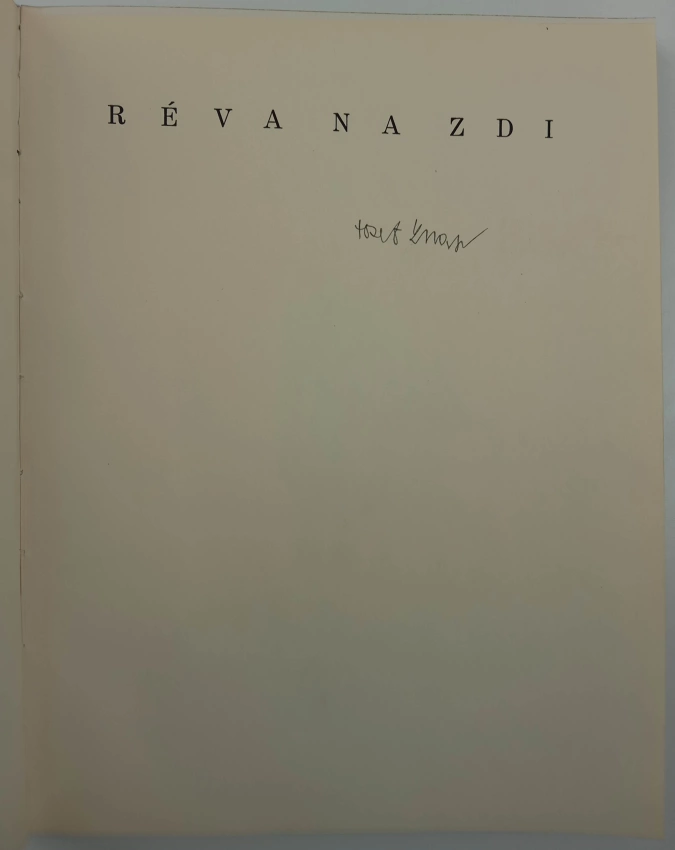 RÉVA NA ZDI
Josef Knap